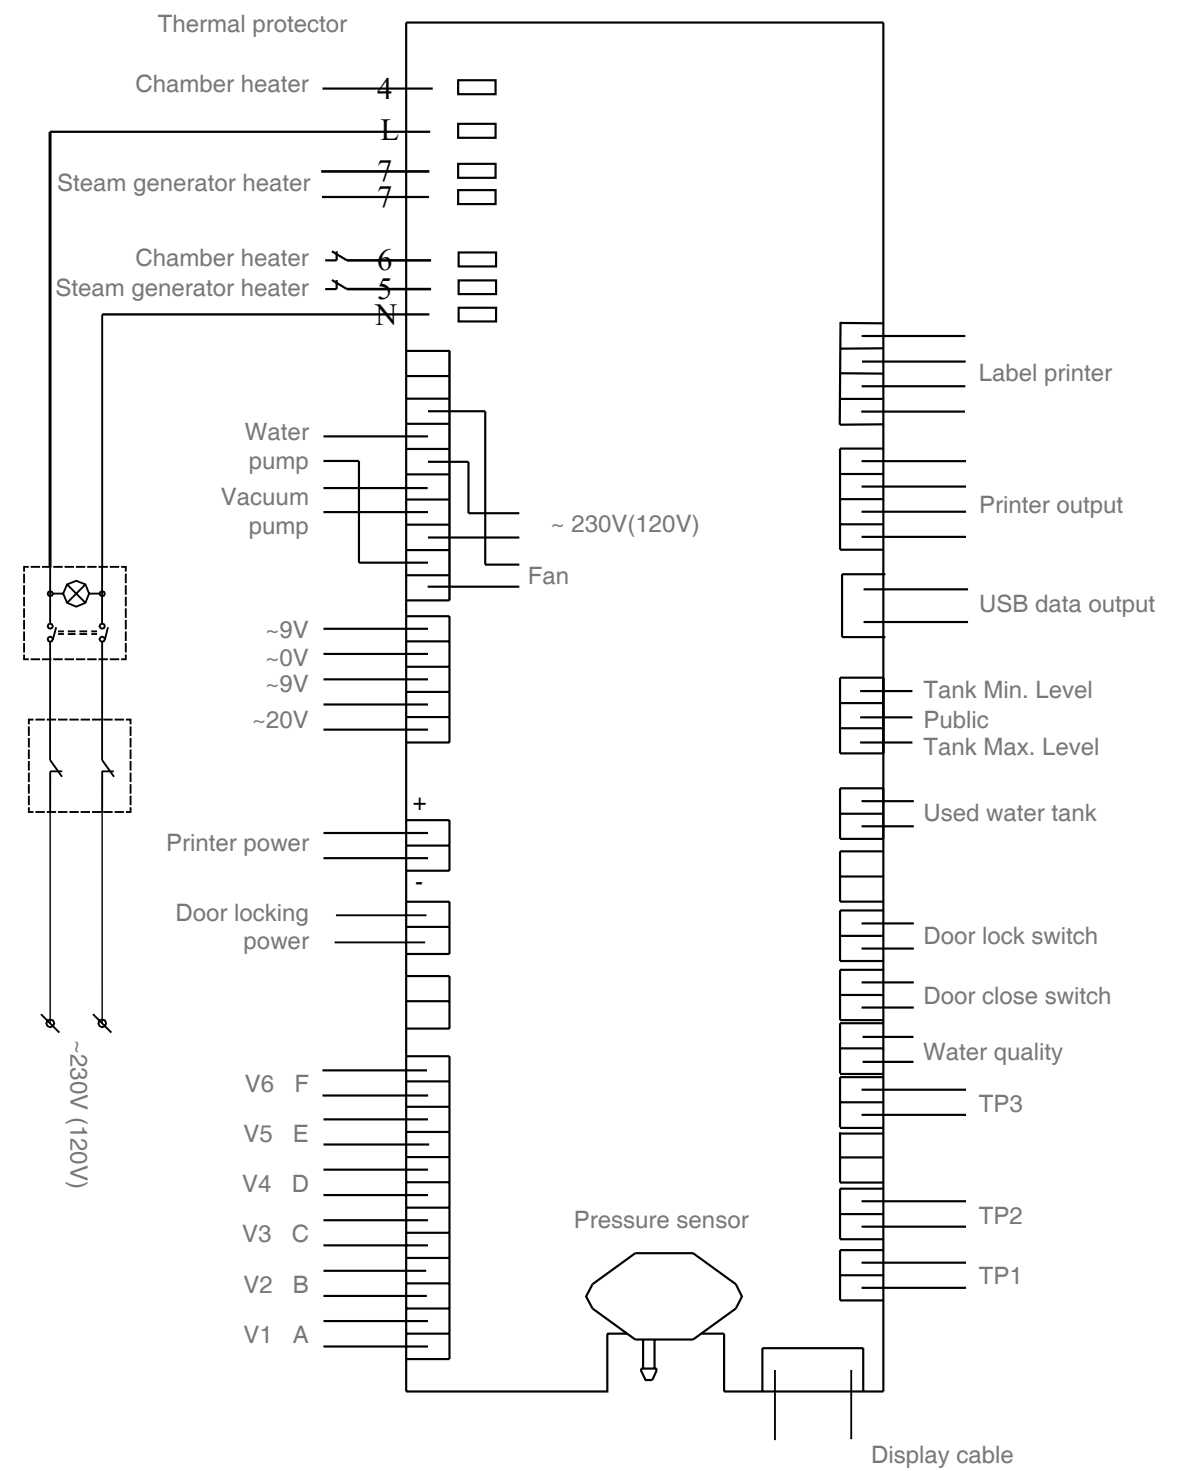 Thermal protector
Chamber heater 4
L
7
Steam generator heater
7
Chamber heater 6
Steam generator heater 5
N
Label printer
Water
pump
Vacuum
pump
Printer output
~ 230V(120V)
Fan
USB data output
~9V
~0V
~9V
~20V
Tank Min. Level
Public
Tank Max. Level
+
Used water tank
Printer power
-
Door locking
power
Door lock switch
Door close switch
Water quality
~230V (120V)
V6 F
TP3
V5 E
V4 D
V3 C
Pressure sensor
TP2
V2 B
TP1
V1 A
Display cable